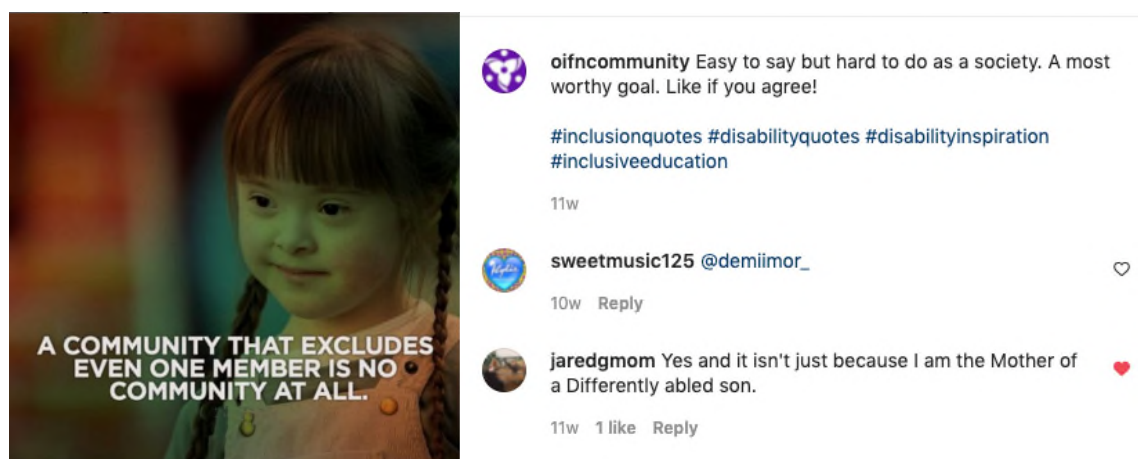 A COMMUNITY THAT EXCLUDES
EVEN ONE MEMBER IS NO
COMMUNITY AT ALL.
oifncommunity Easy to say but hard to do as a society. A most
worthy goal. Like if you agree!
#inclusionquotes #disabilityquotes #disabilityinspiration
#inclusiveeducation
11w
sweetmusic125 @demiimor_
10w Reply
jaredgmom Yes and it isn't just because I am the Mother of
a Differently abled son.
11w 1 like Reply